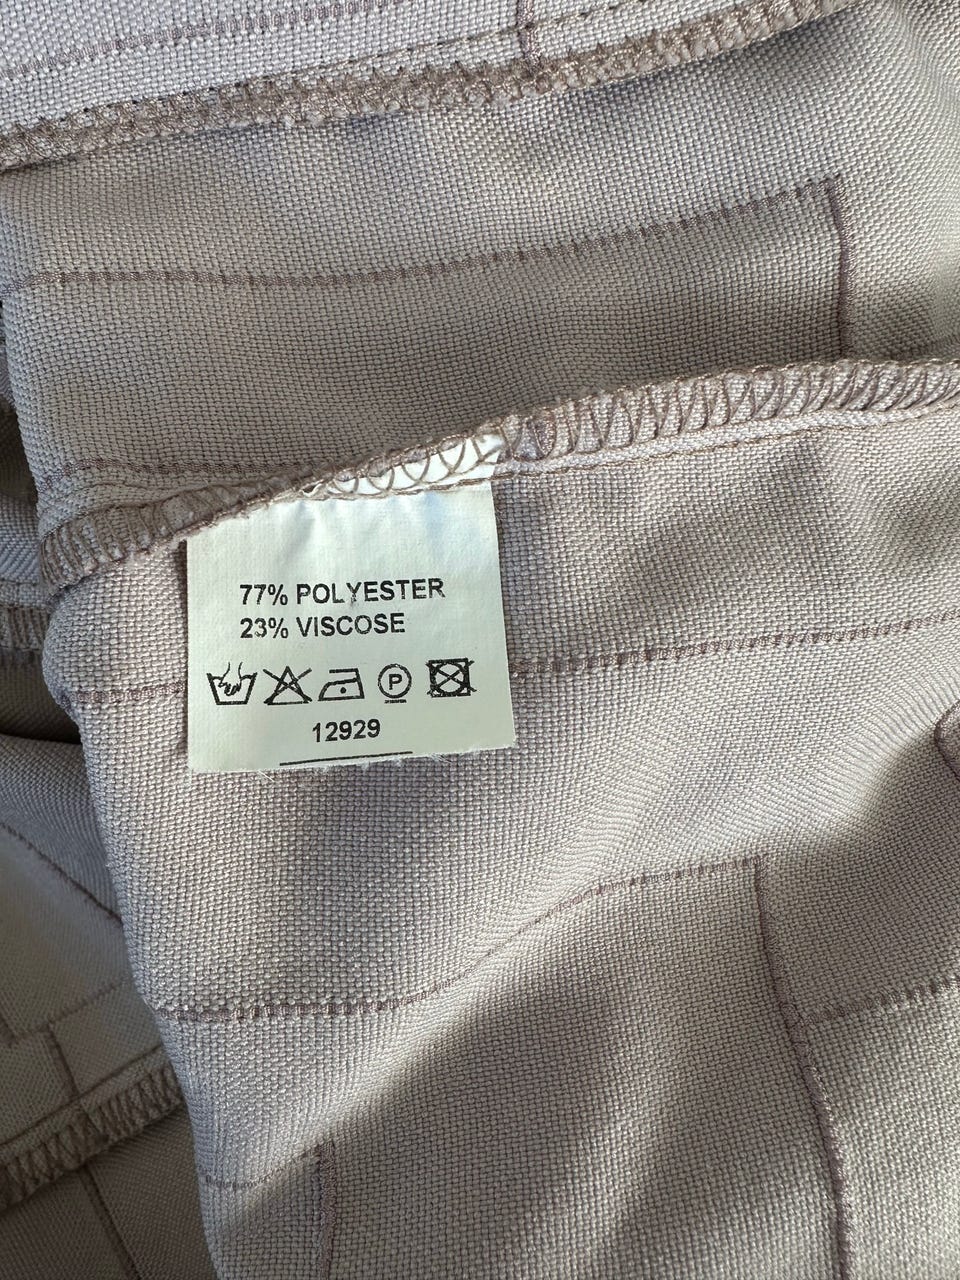 77% POLYESTER
23% VISCOSE
P
12929